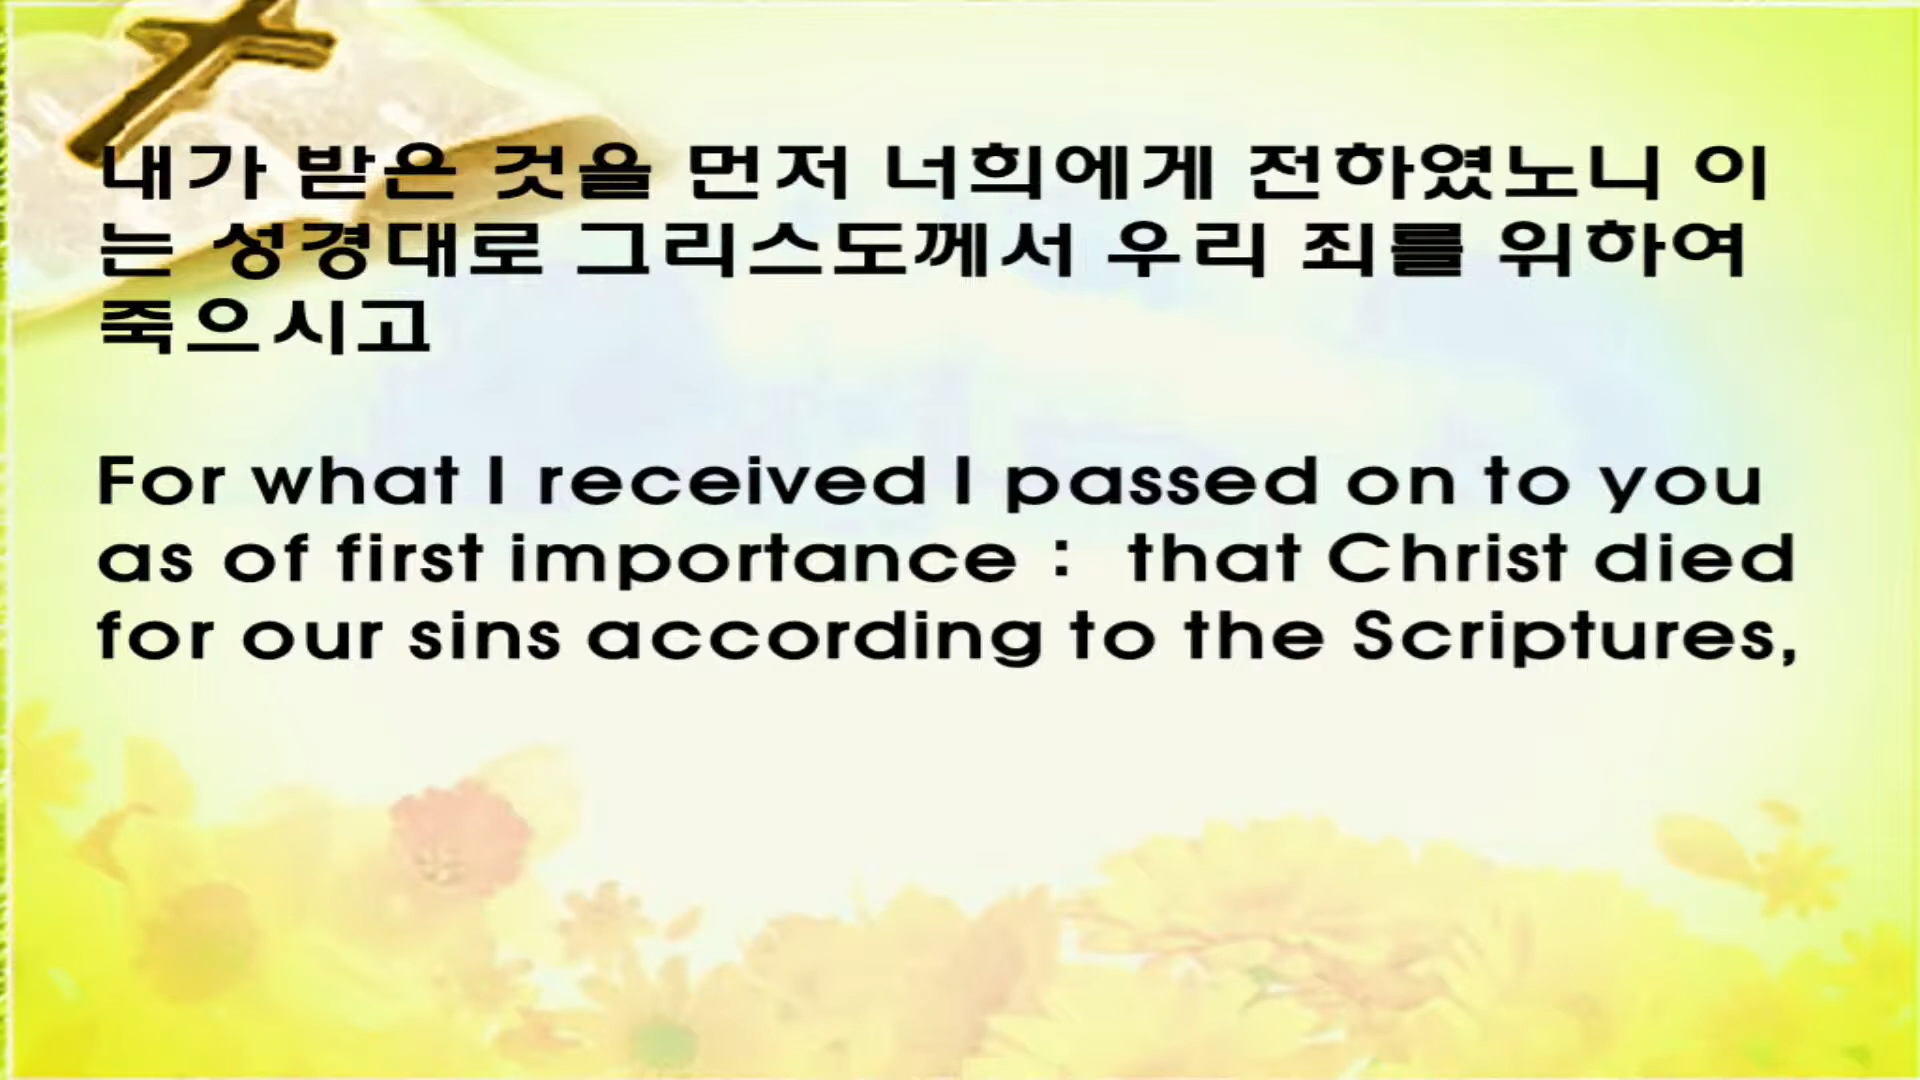 내가 받은 것을 먼저 너희에게 전하였노니 이
는 성경대로 그리스도께서 우리 죄를 위하여
죽으시고
For what I received I passed on to you
as of first importance : that Christ died
for our sins according to the Scriptures,